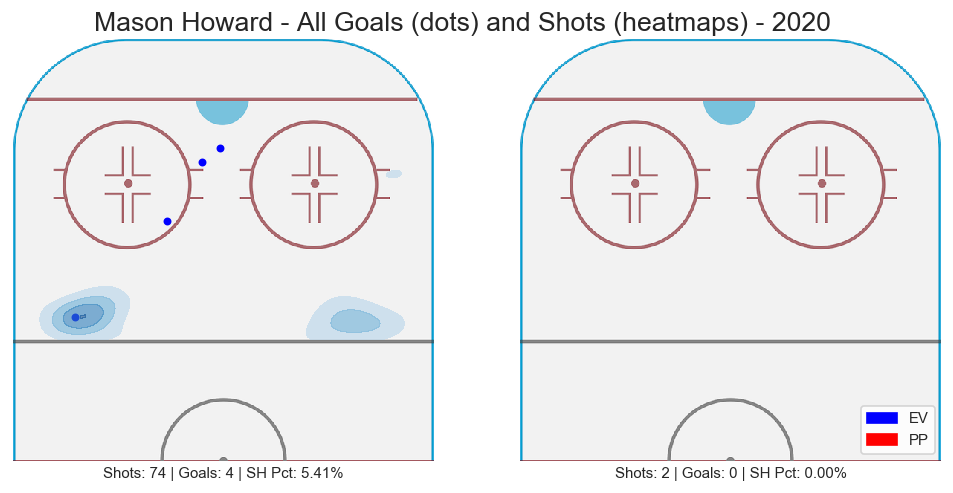 Mason Howard - All Goals (dots) and Shots (heatmaps) - 2020
EV
PP
Shots: 74 | Goals: 4 | SH Pct: 5.41%
Shots: 2 | Goals: 0 | SH Pct: 0.00%